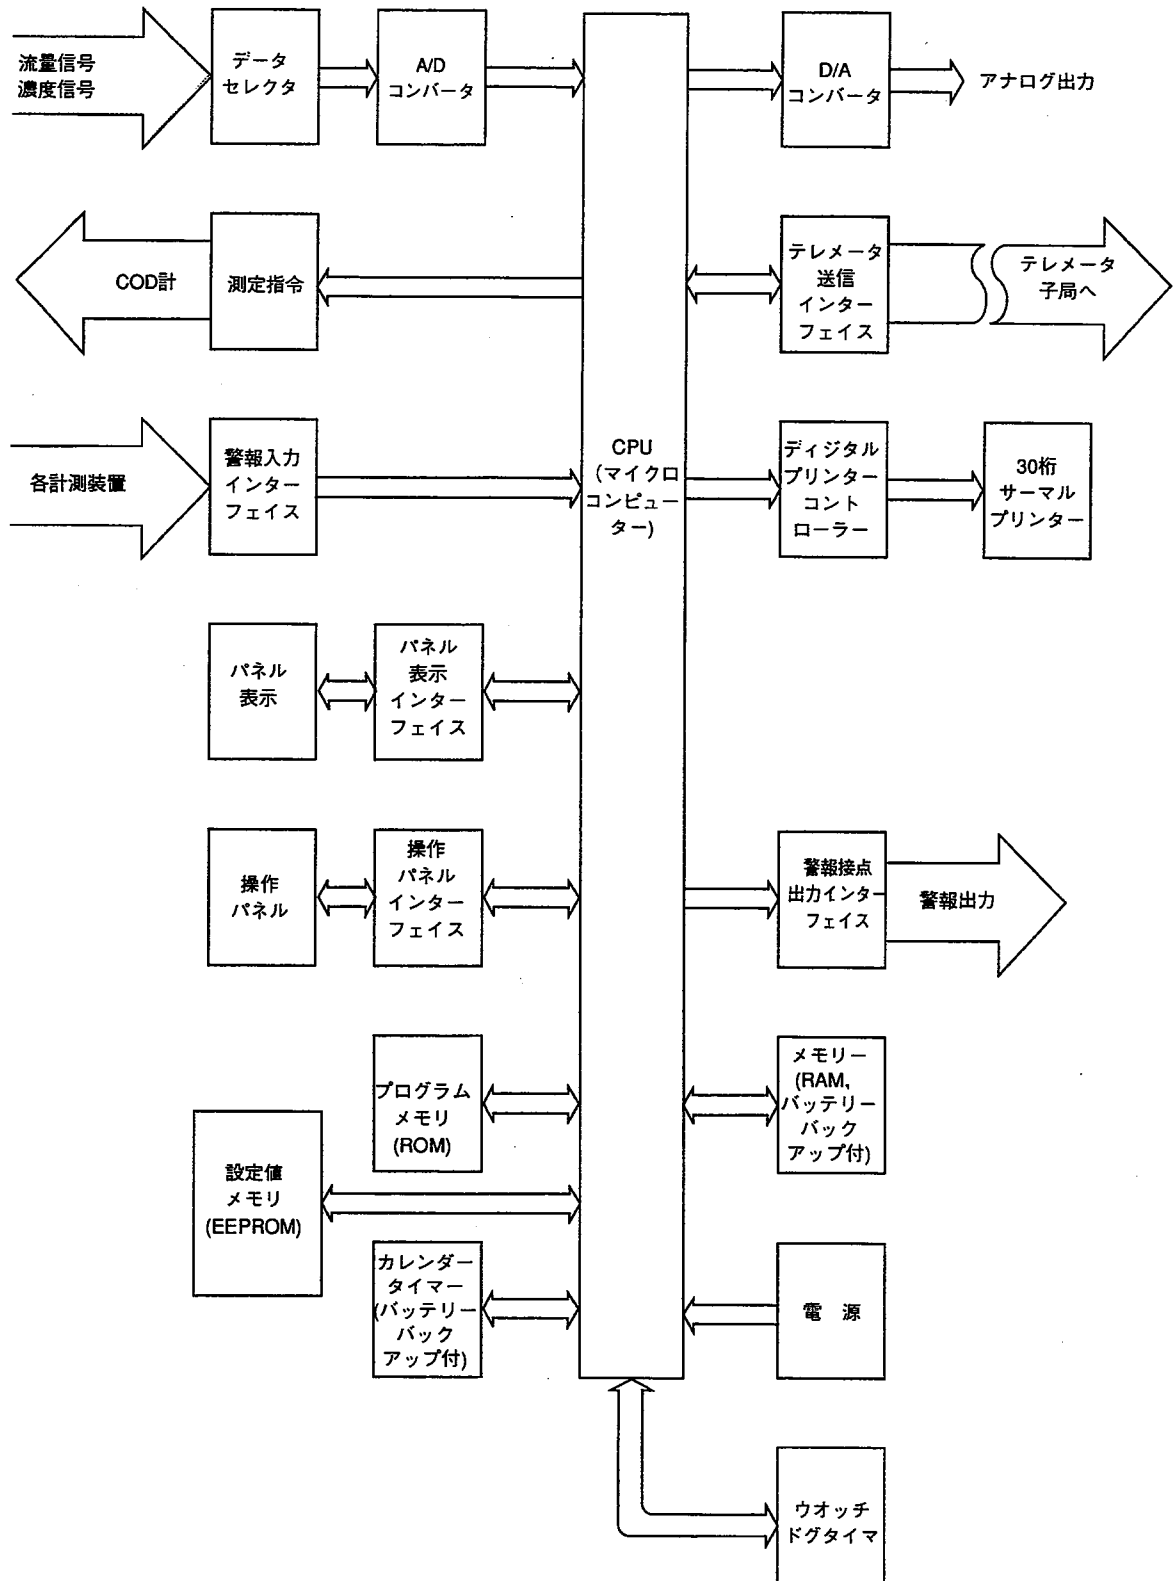 流量信号
濃度信号
データ
セレクタ
A/D
コンバータ
D/A
コンバータ
アナログ出力
COD計
測定指令
テレメータ
送信
インター
フェイス
テレメータ
子局へ
各計測装置
警報入力
インター
フェイス
CPU
(マイクロ
コンピュー
ター)
ディジタル
プリンター
コント
ローラー
30桁
サーマル
プリンター
パネル
表示
パネル
表示
インター
フェイス
操作
パネル
操作
パネル
インター
フェイス
警報接点
出力インター
フェイス
警報出力
プログラム
メモリ
(ROM)
メモリー
(RAM,
バッテリー
バック
アップ付)
設定値
メモリ
(EEPROM)
カレンダー
タイマー
(バッテリー
バック
アップ付)
電 源
ウオッチ
ドグタイマ